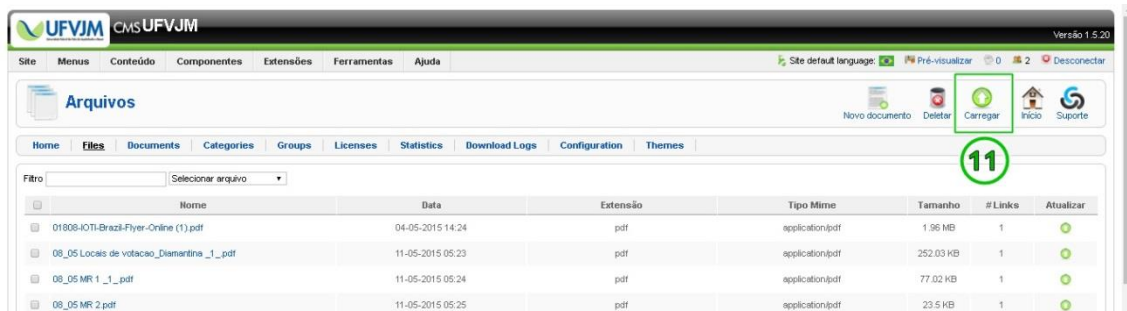 UFVJM CMS UFVJM
Versão 1.5.20
Site Menus Conteúdo Componentes Extensões Ferramentas Ajuda Site default language: Pré-visualizar 0 2 Desconectar
Arquivos
Novo documento Deletar Carregar Início Suporte
Home Files Documents Categories Groups Licenses Statistics Download Logs Configuration Themes
11
Filtro Selecionar arquivo
Nome Data Extensão Tipo Mime Tamanho # Links Atualizar
01808-IOTI-Brazil-Flyer-Online (1).pdf 04-05-2015 14:24 pdf application/pdf 1.96 MB 1
08_05 Locais de votacao_Diamantina _1_.pdf 11-05-2015 05:23 pdf application/pdf 252.03 KB 1
08_05 MR 1 _1_.pdf 11-05-2015 05:24 pdf application/pdf 77.02 KB 1
08_05 MR 2.pdf 11-05-2015 05:25 pdf application/pdf 23.5 KB 1